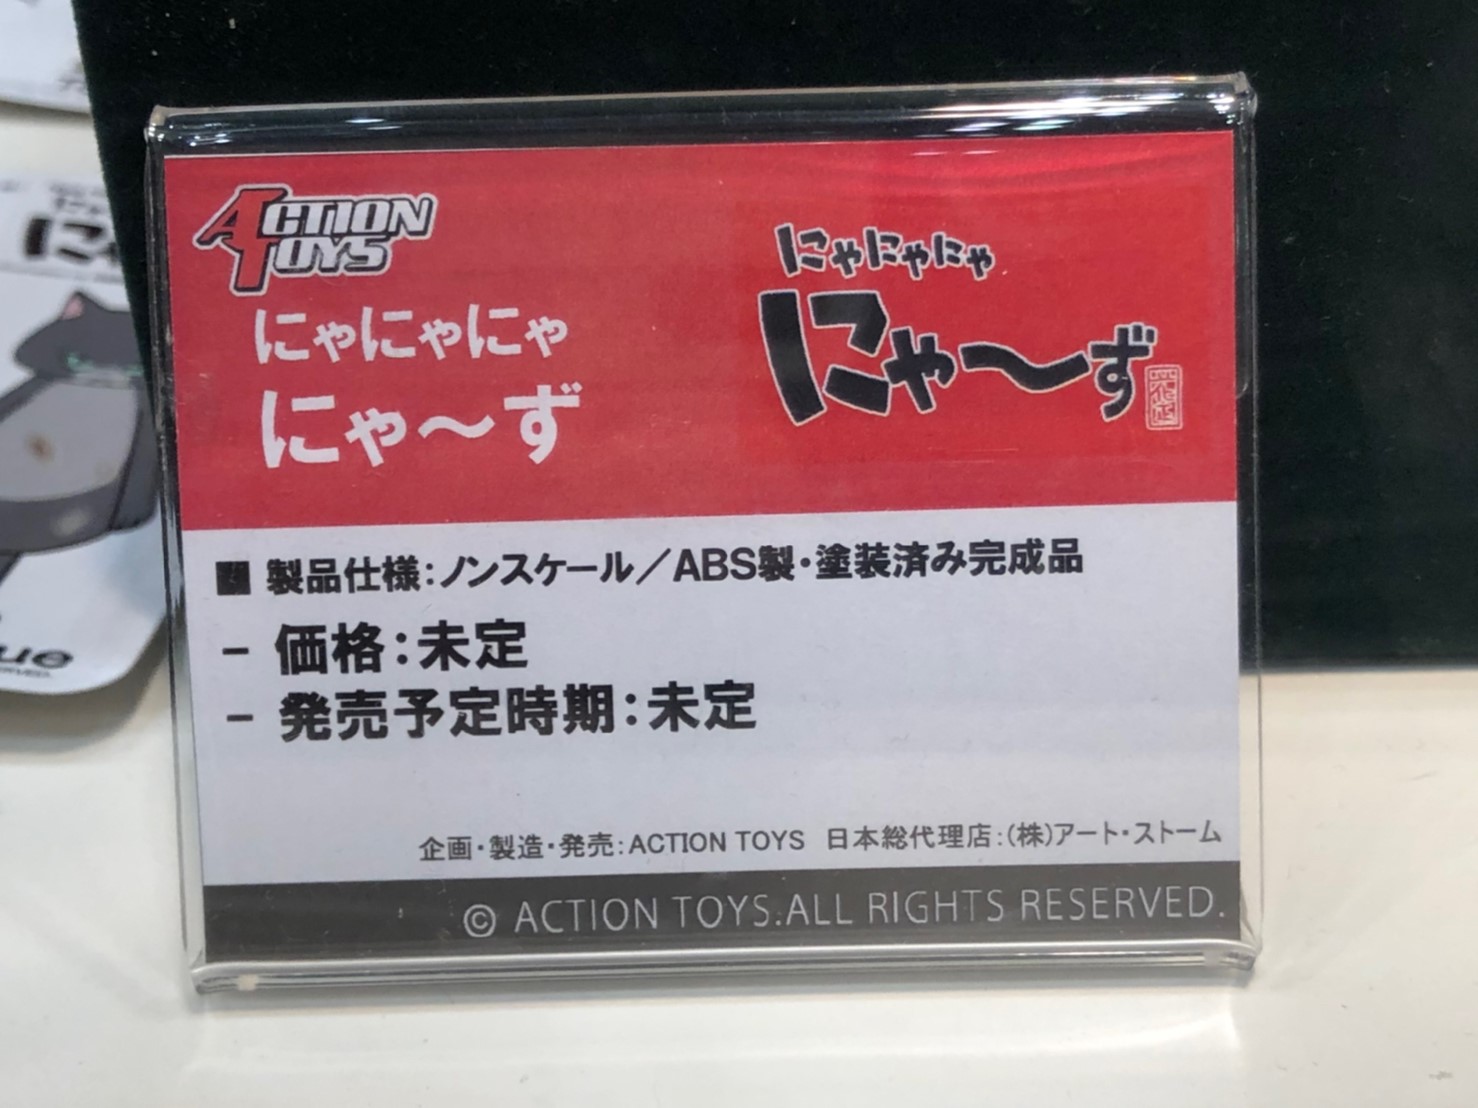 ACTION
TOYS
にゃにゃにゃ
にゃ〜ず
にゃにゃにゃ
にゃ〜ず
■ 製品仕様：ノンスケール／ABS製・塗装済み完成品
- 価格：未定
- 発売予定時期：未定
企画・製造・発売：ACTION TOYS 日本総代理店：(株)アート・ストーム
© ACTION TOYS.ALL RIGHTS RESERVED.